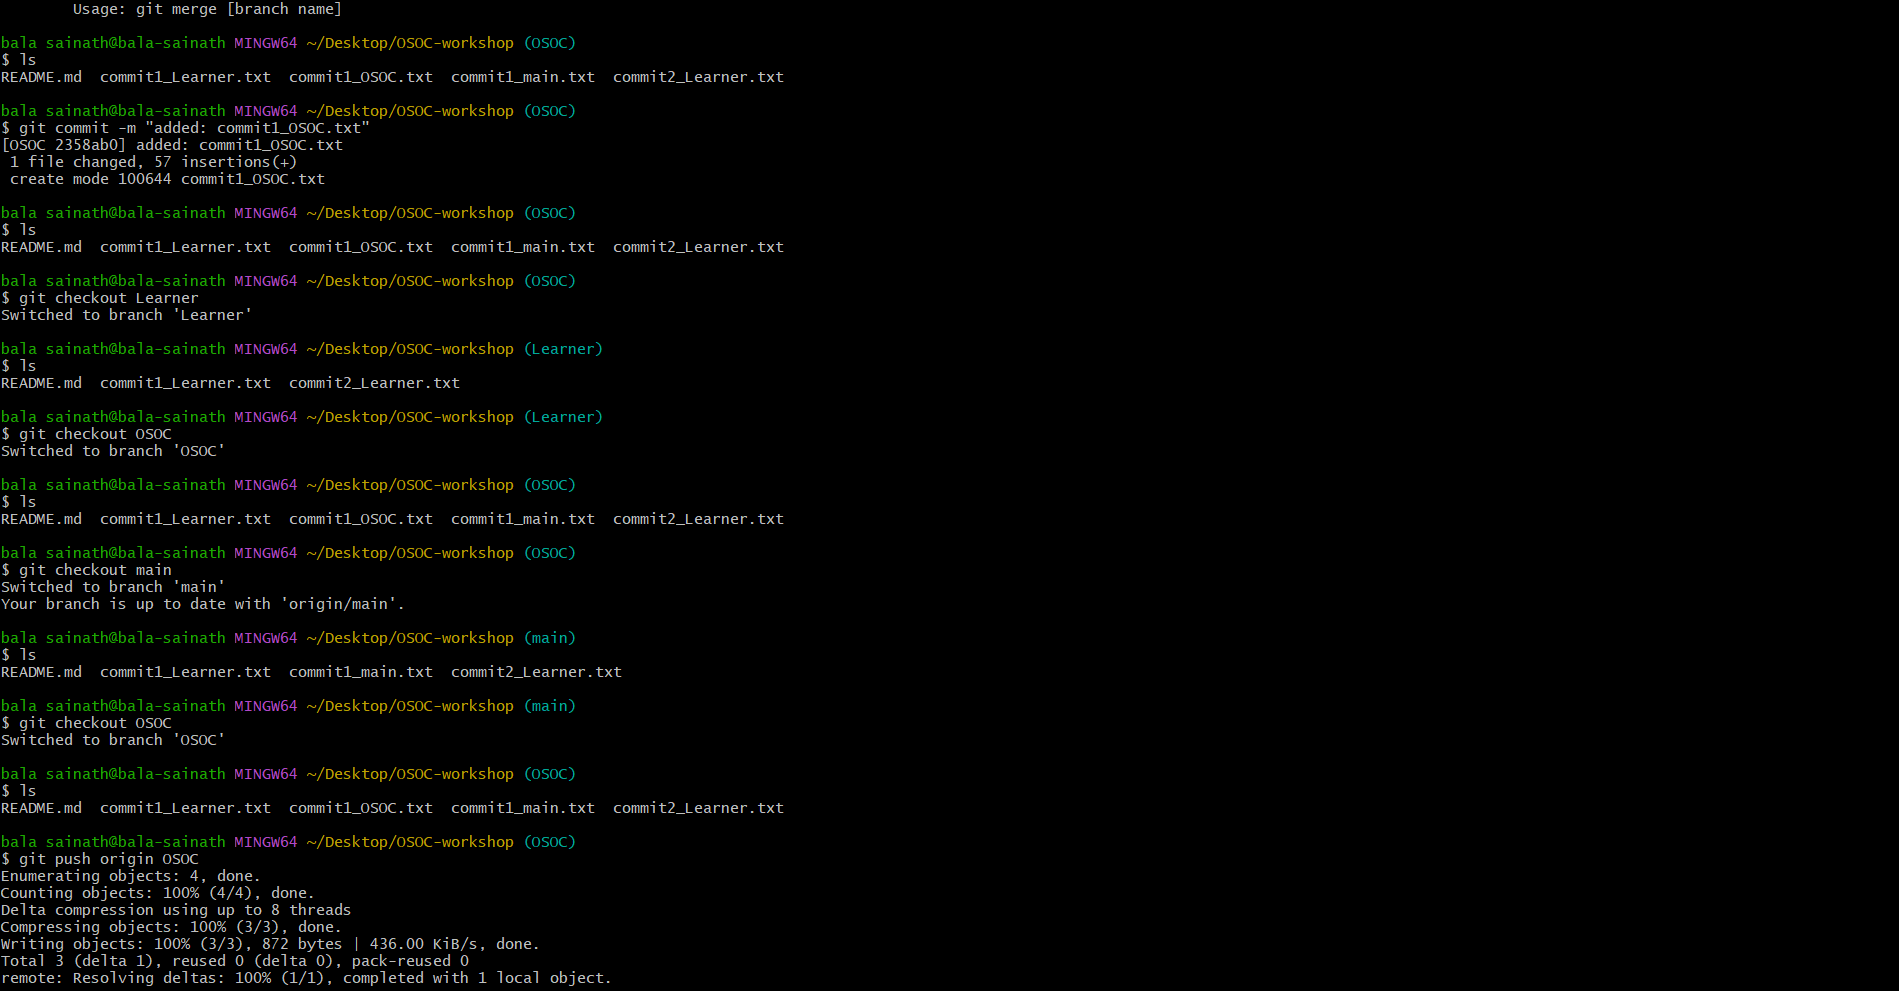 Usage: git merge [branch name]
bala sainath@bala-sainath MINGW64 ~/Desktop/OSOC-workshop (OSOC)
$ ls
README.md  commit1_Learner.txt  commit1_OSOC.txt  commit1_main.txt  commit2_Learner.txt
bala sainath@bala-sainath MINGW64 ~/Desktop/OSOC-workshop (OSOC)
$ git commit -m "added: commit1_OSOC.txt"
[OSOC 2358ab0] added: commit1_OSOC.txt
 1 file changed, 57 insertions(+)
 create mode 100644 commit1_OSOC.txt
bala sainath@bala-sainath MINGW64 ~/Desktop/OSOC-workshop (OSOC)
$ ls
README.md  commit1_Learner.txt  commit1_OSOC.txt  commit1_main.txt  commit2_Learner.txt
bala sainath@bala-sainath MINGW64 ~/Desktop/OSOC-workshop (OSOC)
$ git checkout Learner
Switched to branch 'Learner'
bala sainath@bala-sainath MINGW64 ~/Desktop/OSOC-workshop (Learner)
$ ls
README.md  commit1_Learner.txt  commit2_Learner.txt
bala sainath@bala-sainath MINGW64 ~/Desktop/OSOC-workshop (Learner)
$ git checkout OSOC
Switched to branch 'OSOC'
bala sainath@bala-sainath MINGW64 ~/Desktop/OSOC-workshop (OSOC)
$ ls
README.md  commit1_Learner.txt  commit1_OSOC.txt  commit1_main.txt  commit2_Learner.txt
bala sainath@bala-sainath MINGW64 ~/Desktop/OSOC-workshop (OSOC)
$ git checkout main
Switched to branch 'main'
Your branch is up to date with 'origin/main'.
bala sainath@bala-sainath MINGW64 ~/Desktop/OSOC-workshop (main)
$ ls
README.md  commit1_Learner.txt  commit1_main.txt  commit2_Learner.txt
bala sainath@bala-sainath MINGW64 ~/Desktop/OSOC-workshop (main)
$ git checkout OSOC
Switched to branch 'OSOC'
bala sainath@bala-sainath MINGW64 ~/Desktop/OSOC-workshop (OSOC)
$ ls
README.md  commit1_Learner.txt  commit1_OSOC.txt  commit1_main.txt  commit2_Learner.txt
bala sainath@bala-sainath MINGW64 ~/Desktop/OSOC-workshop (OSOC)
$ git push origin OSOC
Enumerating objects: 4, done.
Counting objects: 100% (4/4), done.
Delta compression using up to 8 threads
Compressing objects: 100% (3/3), done.
Writing objects: 100% (3/3), 872 bytes | 436.00 KiB/s, done.
Total 3 (delta 1), reused 0 (delta 0), pack-reused 0
remote: Resolving deltas: 100% (1/1), completed with 1 local object.